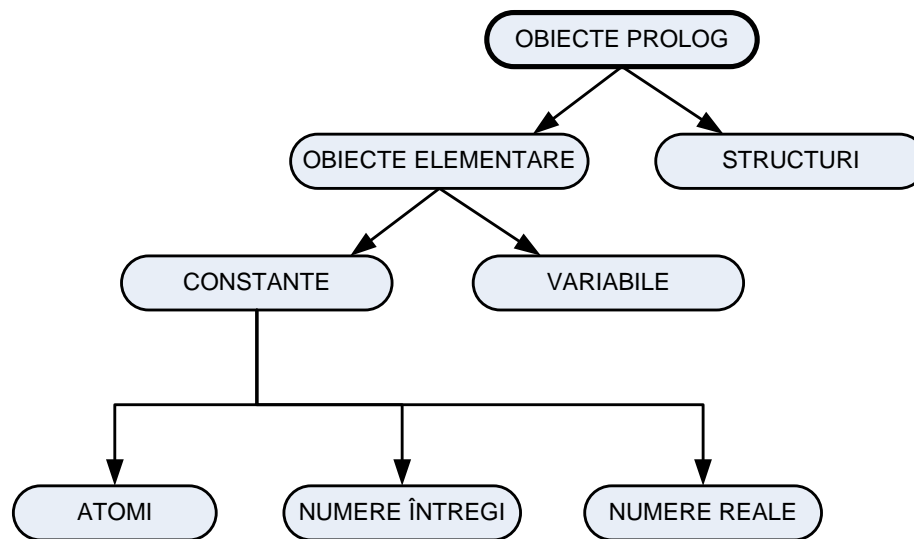 OBIECTE PROLOG
OBIECTE ELEMENTARE
STRUCTURI
CONSTANTE
VARIABILE
ATOMI
NUMERE ÎNTREGI
NUMERE REALE